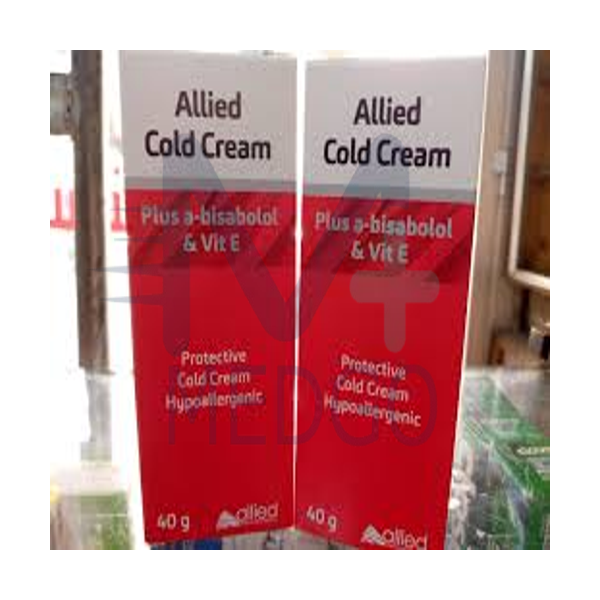 Allied
Cold Cream
Plus a-bisabolol
& Vit E
Protective
Cold Cream
Hypoallergenic
40 g
allied
Allied
Cold Cream
Plus a-bisabolol
& Vit E
Protective
Cold Cream
Hypoallergenic
40 g
allied
MEDGO